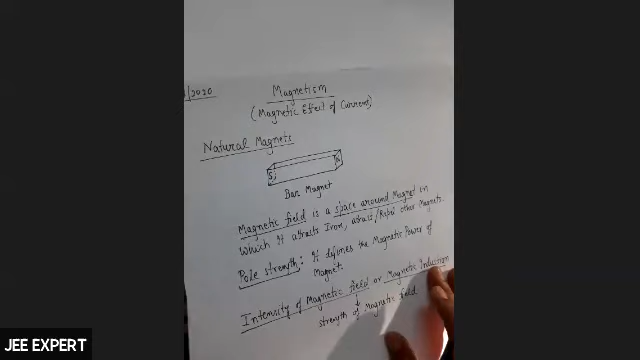 /2020
Magnetism
(Magnetic Effect of Current)
Natural Magnetic
S N
Bar Magnet
Magnetic field is a space around Magnet in
which it attracts Iron, attract/Repel other Magnets.
Pole strength: It defines the Magnetic Power of
Magnet.
Intensity of Magnetic field or Magnetic Induction
strength of Magnetic field
JEE EXPERT